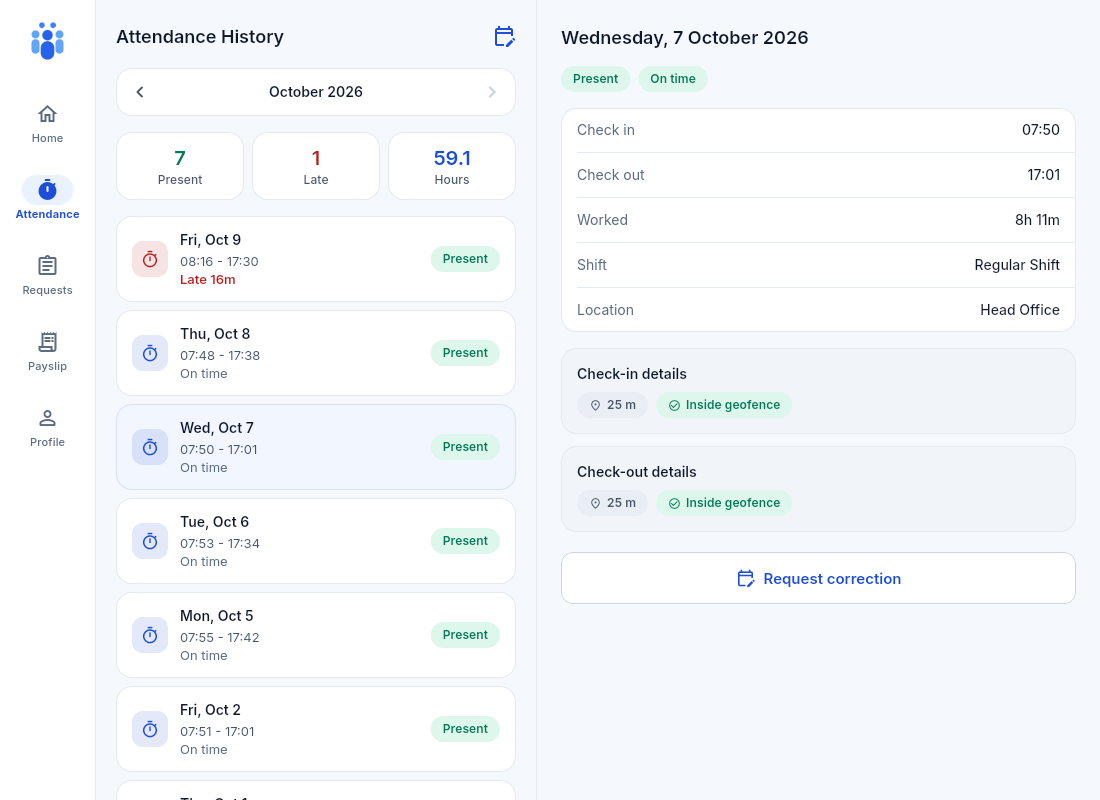 Home
Attendance
Requests
Payslip
Profile
Attendance History
October 2026
7
Present
1
Late
59.1
Hours
Fri, Oct 9
08:16 - 17:30
Late 16m
Present
Thu, Oct 8
07:48 - 17:38
On time
Present
Wed, Oct 7
07:50 - 17:01
On time
Present
Tue, Oct 6
07:53 - 17:34
On time
Present
Mon, Oct 5
07:55 - 17:42
On time
Present
Fri, Oct 2
07:51 - 17:01
On time
Present
Wednesday, 7 October 2026
Present On time
Check in 07:50
Check out 17:01
Worked 8h 11m
Shift Regular Shift
Location Head Office
Check-in details
25 m Inside geofence
Check-out details
25 m Inside geofence
Request correction